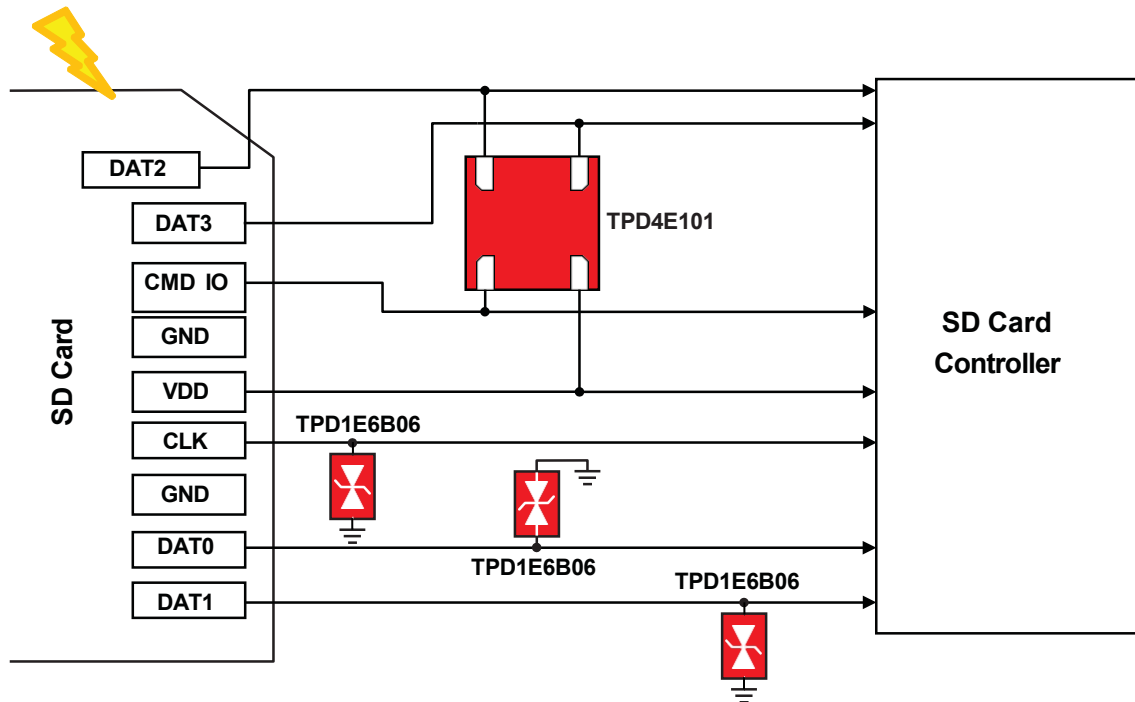 DAT2
DAT3
TPD4E101
CMD IO
GND
SD Card
Controller
SD Card
VDD
TPD1E6B06
CLK
GND
DAT0
TPD1E6B06
TPD1E6B06
DAT1